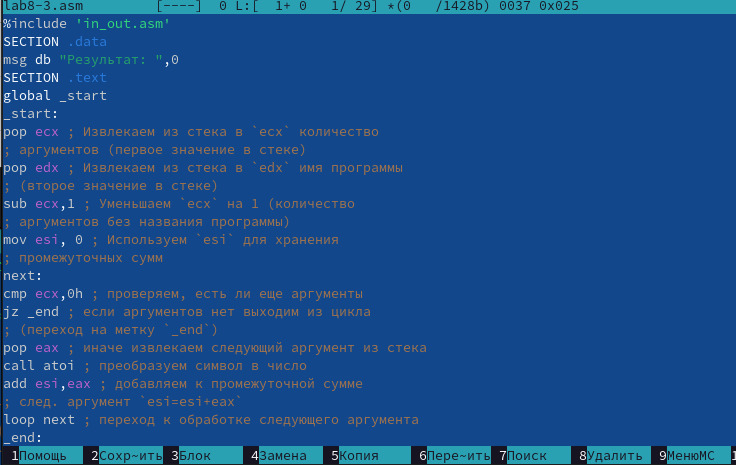 lab8-3.asm         [----]  0 L:[  1+ 0   1/ 29] *(0   /1428b) 0037 0x025
%include 'in_out.asm'
SECTION .data
msg db "Результат: ",0
SECTION .text
global _start
_start:
pop ecx ; Извлекаем из стека в `ecx` количество
; аргументов (первое значение в стеке)
pop edx ; Извлекаем из стека в `edx` имя программы
; (второе значение в стеке)
sub ecx,1 ; Уменьшаем `ecx` на 1 (количество
; аргументов без названия программы)
mov esi, 0 ; Используем `esi` для хранения
; промежуточных сумм
next:
cmp ecx,0h ; проверяем, есть ли еще аргументы
jz _end ; если аргументов нет выходим из цикла
; (переход на метку `_end`)
pop eax ; иначе извлекаем следующий аргумент из стека
call atoi ; преобразуем символ в число
add esi,eax ; добавляем к промежуточной сумме
; след. аргумент `esi=esi+eax`
loop next ; переход к обработке следующего аргумента
_end:
1Помощь  2Сохр~ить 3Блок  4Замена  5Копия  6Пере~ить 7Поиск  8Удалить 9МенюMC 1